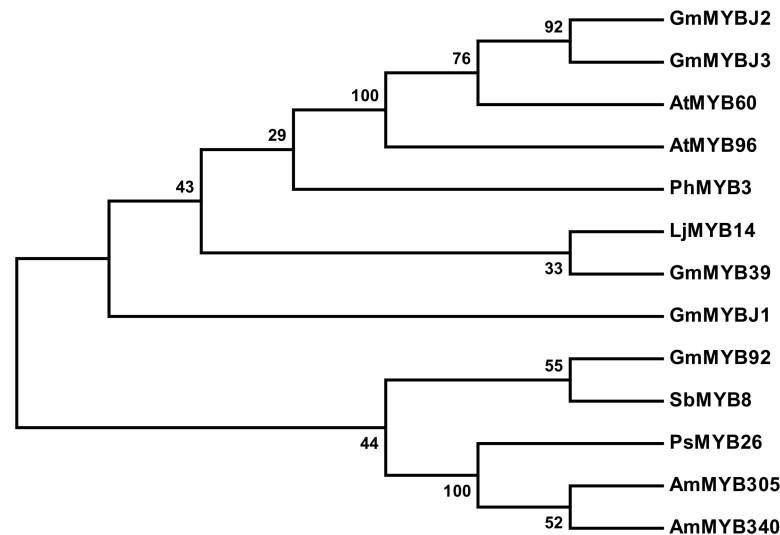 GmMYBJ2
92
GmMYBJ3
76
AtMYB60
100
AtMYB96
29
PhMYB3
43
LjMYB14
33
GmMYB39
GmMYBJ1
GmMYB92
55
SbMYB8
44
PsMYB26
100
AmMYB305
52
AmMYB340